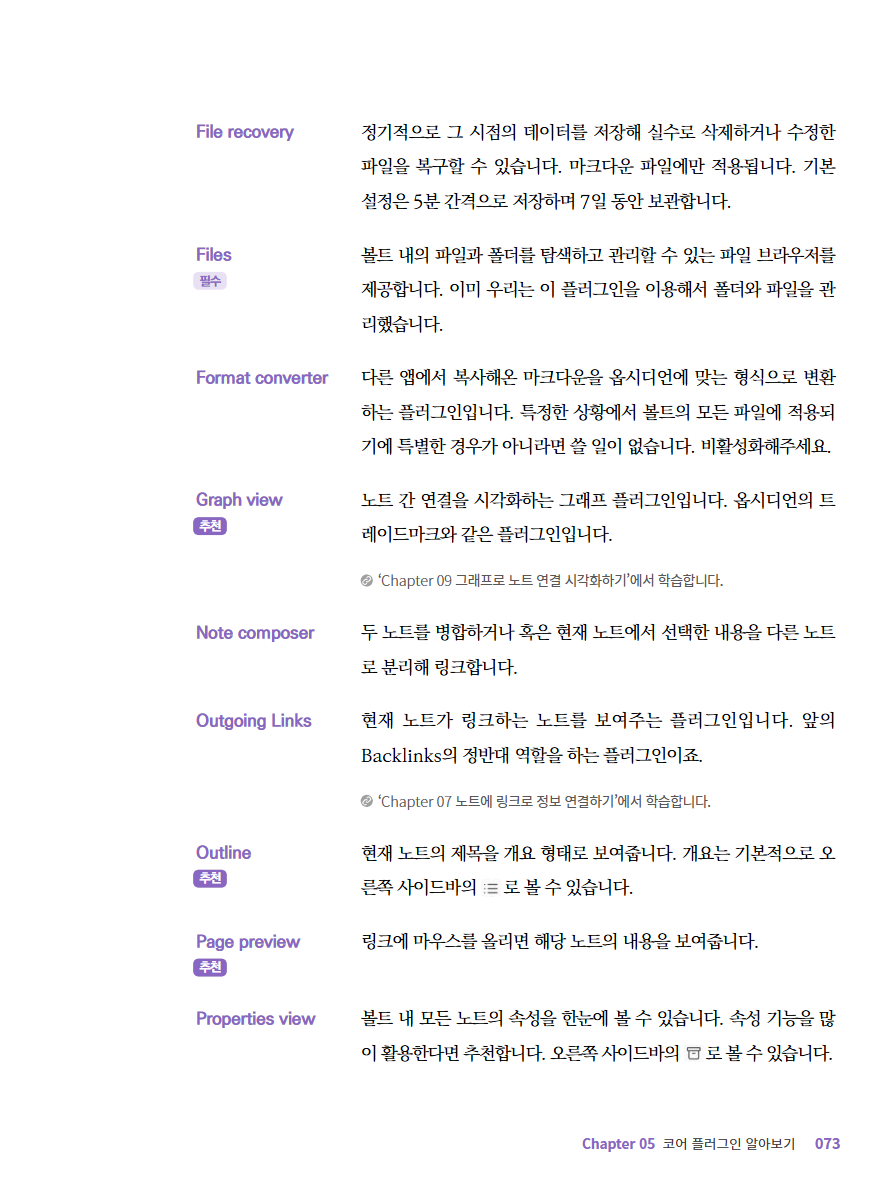 File recovery 정기적으로 그 시점의 데이터를 저장해 실수로 삭제하거나 수정한
파일을 복구할 수 있습니다. 마크다운 파일에만 적용됩니다. 기본
설정은 5분 간격으로 저장하며 7일 동안 보관합니다.
Files 볼트 내의 파일과 폴더를 탐색하고 관리할 수 있는 파일 브라우저를
필수 제공합니다. 이미 우리는 이 플러그인을 이용해서 폴더와 파일을 관
리했습니다.
Format converter 다른 앱에서 복사해온 마크다운을 옵시디언에 맞는 형식으로 변환
하는 플러그인입니다. 특정한 상황에서 볼트의 모든 파일에 적용되
기에 특별한 경우가 아니라면 쓸 일이 없습니다. 비활성화해주세요.
Graph view 노트 간 연결을 시각화하는 그래프 플러그인입니다. 옵시디언의 트
추천 레이드마크와 같은 플러그인입니다.
‘Chapter 09 그래프로 노트 연결 시각화하기’에서 학습합니다.
Note composer 두 노트를 병합하거나 혹은 현재 노트에서 선택한 내용을 다른 노트
로 분리해 링크합니다.
Outgoing Links 현재 노트가 링크하는 노트를 보여주는 플러그인입니다. 앞의
Backlinks의 정반대 역할을 하는 플러그인이죠.
‘Chapter 07 노트에 링크로 정보 연결하기’에서 학습합니다.
Outline 현재 노트의 제목을 개요 형태로 보여줍니다. 개요는 기본적으로 오
추천 른쪽 사이드바의 로 볼 수 있습니다.
Page preview 링크에 마우스를 올리면 해당 노트의 내용을 보여줍니다.
추천
Properties view 볼트 내 모든 노트의 속성을 한눈에 볼 수 있습니다. 속성 기능을 많
이 활용한다면 추천합니다. 오른쪽 사이드바의 로 볼 수 있습니다.
Chapter 05 코어 플러그인 알아보기 073